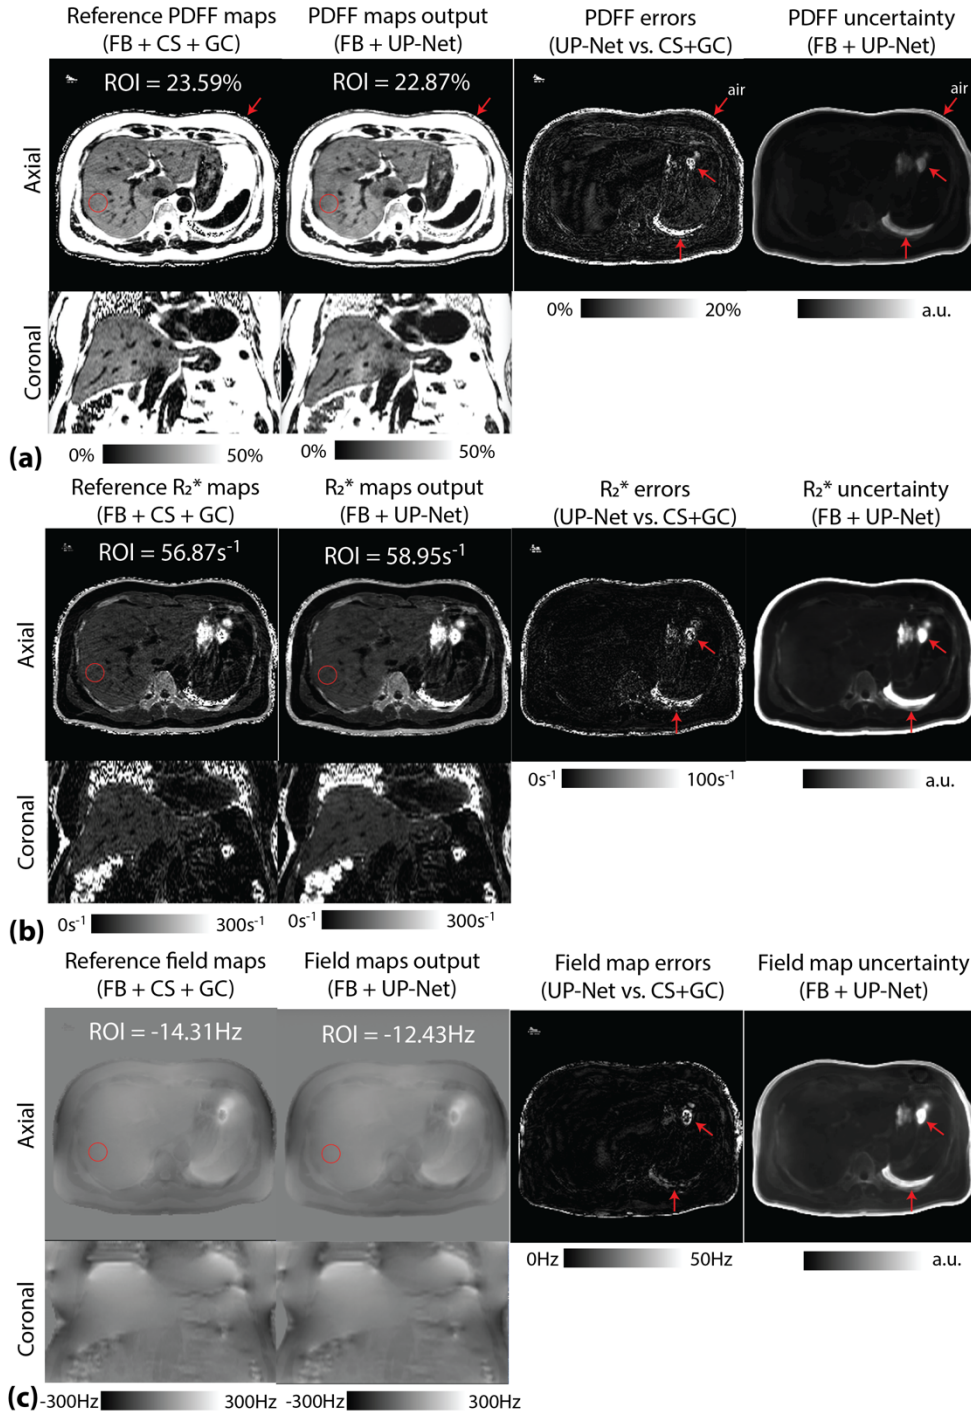 Reference PDFF maps
(FB + CS + GC)
PDFF maps output
(FB + UP-Net)
PDFF errors
(UP-Net vs. CS+GC)
PDFF uncertainty
(FB + UP-Net)
ROI = 23.59%
ROI = 22.87%
air
air
Axial
0%
20%
a.u.
Coronal
(a)
0%
50%
0%
50%
Reference R₂* maps
(FB + CS + GC)
R₂* maps output
(FB + UP-Net)
R₂* errors
(UP-Net vs. CS+GC)
R₂* uncertainty
(FB + UP-Net)
ROI = 56.87s⁻¹
ROI = 58.95s⁻¹
Axial
0s⁻¹
100s⁻¹
a.u.
Coronal
(b)
0s⁻¹
300s⁻¹
0s⁻¹
300s⁻¹
Reference field maps
(FB + CS + GC)
Field maps output
(FB + UP-Net)
Field map errors
(UP-Net vs. CS+GC)
Field map uncertainty
(FB + UP-Net)
ROI = -14.31Hz
ROI = -12.43Hz
Axial
0Hz
50Hz
a.u.
Coronal
(c)
-300Hz
300Hz
-300Hz
300Hz